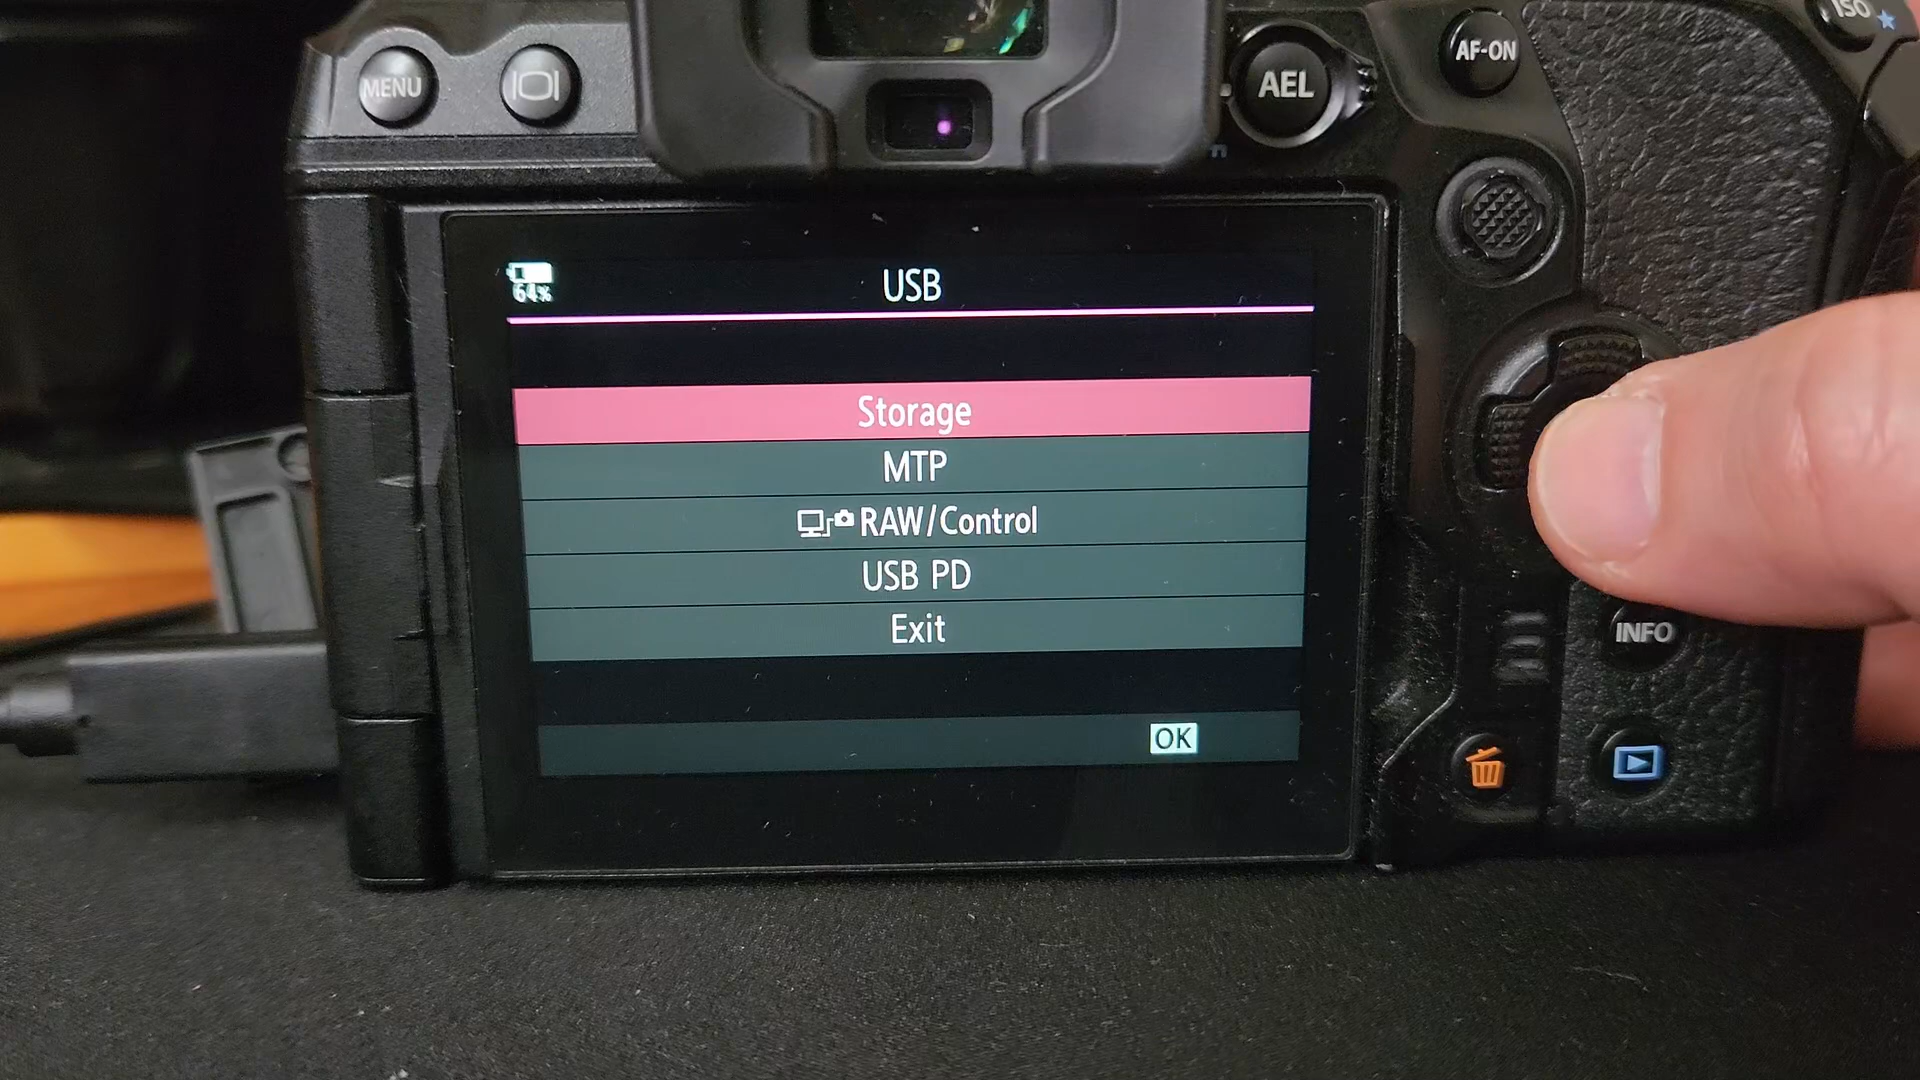 MENU
AEL
AF-ON
ISO
64%
USB
Storage
MTP
RAW/Control
USB PD
Exit
OK
INFO